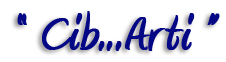 “ Cib...Arti ”